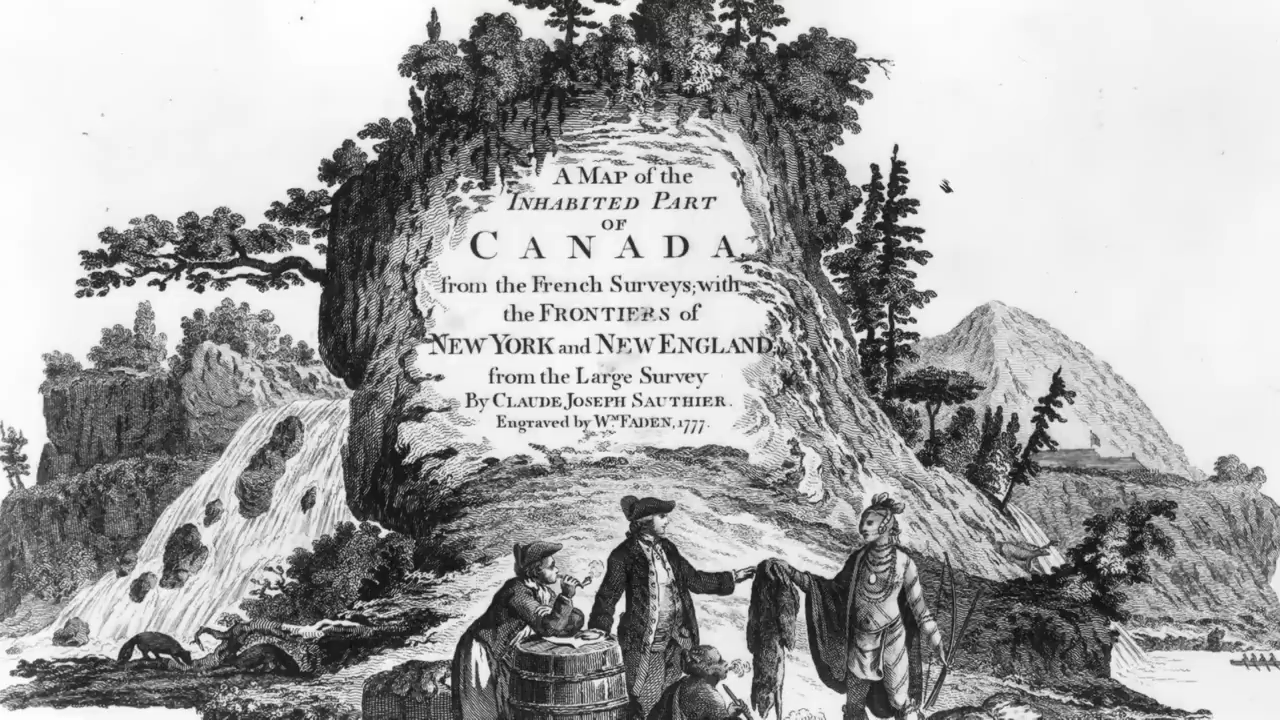 A MAP of the
INHABITED PART
OF
CANADA
from the French Surveys; with
the FRONTIERS of
NEW YORK and NEW ENGLAND
from the Large Survey
By CLAUDE JOSEPH SAUTHIER.
Engraved by Wᴹ FADEN, 1777.